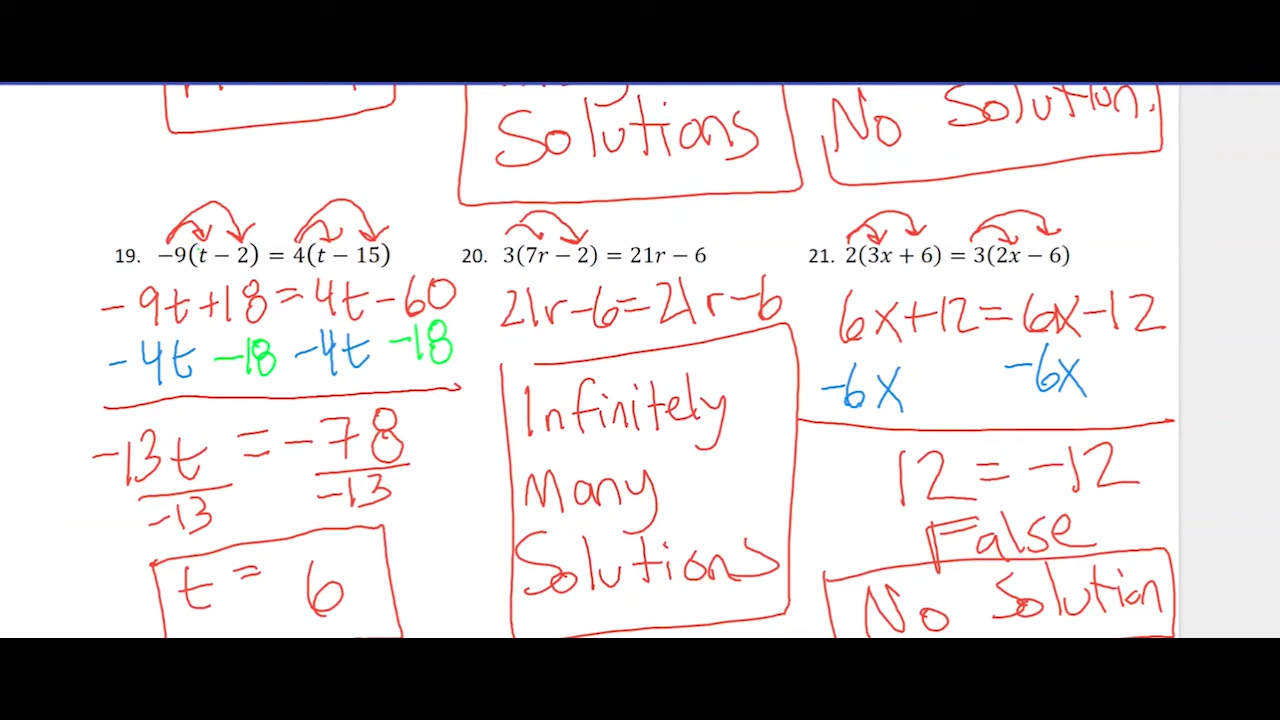 Solutions
No Solution.
19. −9(t − 2) = 4(t − 15)
-9t+18=4t-60
-4t -18 -4t -18
-13t = -78
-13 -13
t = 6
20. 3(7r − 2) = 21r − 6
21r-6=21r-6
Infinitely
Many
Solutions
21. 2(3x + 6) = 3(2x − 6)
6x+12=6x-12
-6x -6x
12 = -12
False
No Solution